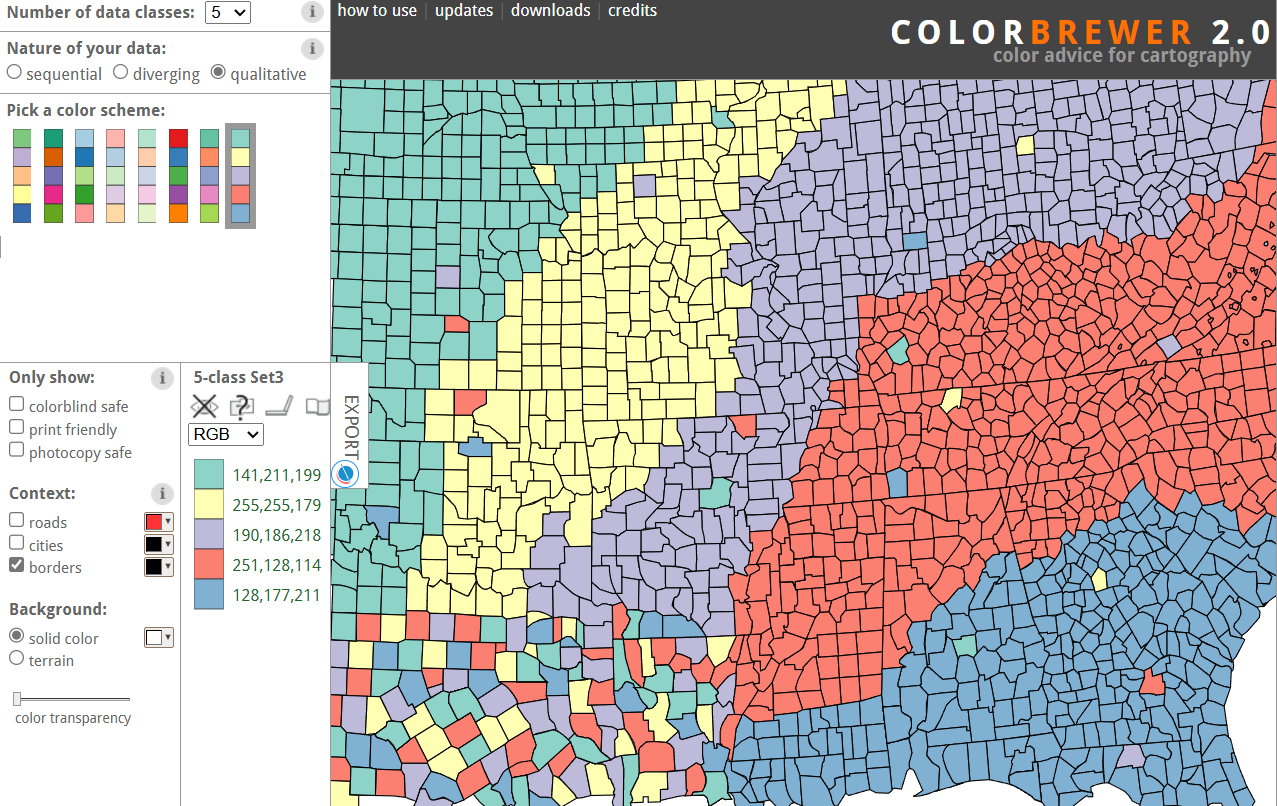 Number of data classes: 5 i
how to use | updates | downloads | credits
COLORBREWER 2.0
color advice for cartography
Nature of your data: i
sequential diverging qualitative
Pick a color scheme:
Only show: i
colorblind safe
print friendly
photocopy safe
Context: i
roads
cities
borders
Background:
solid color
terrain
color transparency
5-class Set3
?
RGB
141,211,199
255,255,179
190,186,218
251,128,114
128,177,211
EXPORT